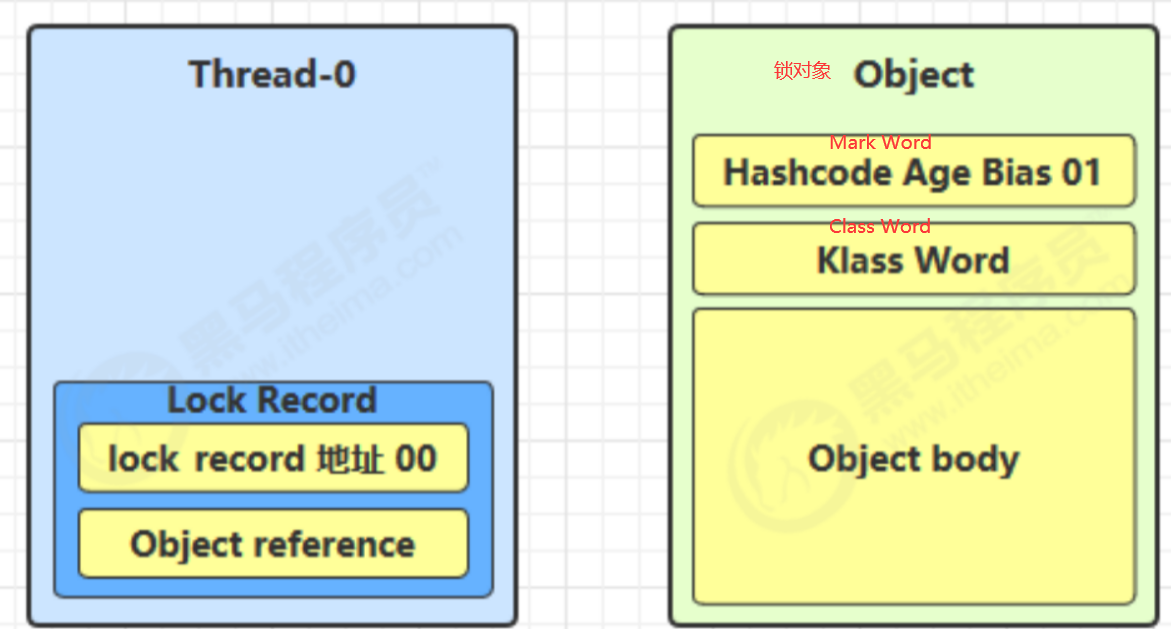 Thread-0
Lock Record
lock record 地址 00
Object reference
锁对象 Object
Mark Word
Hashcode Age Bias 01
Class Word
Klass Word
Object body
黑马程序员™
www.itheima.com
黑马程序员
www.itheima.com